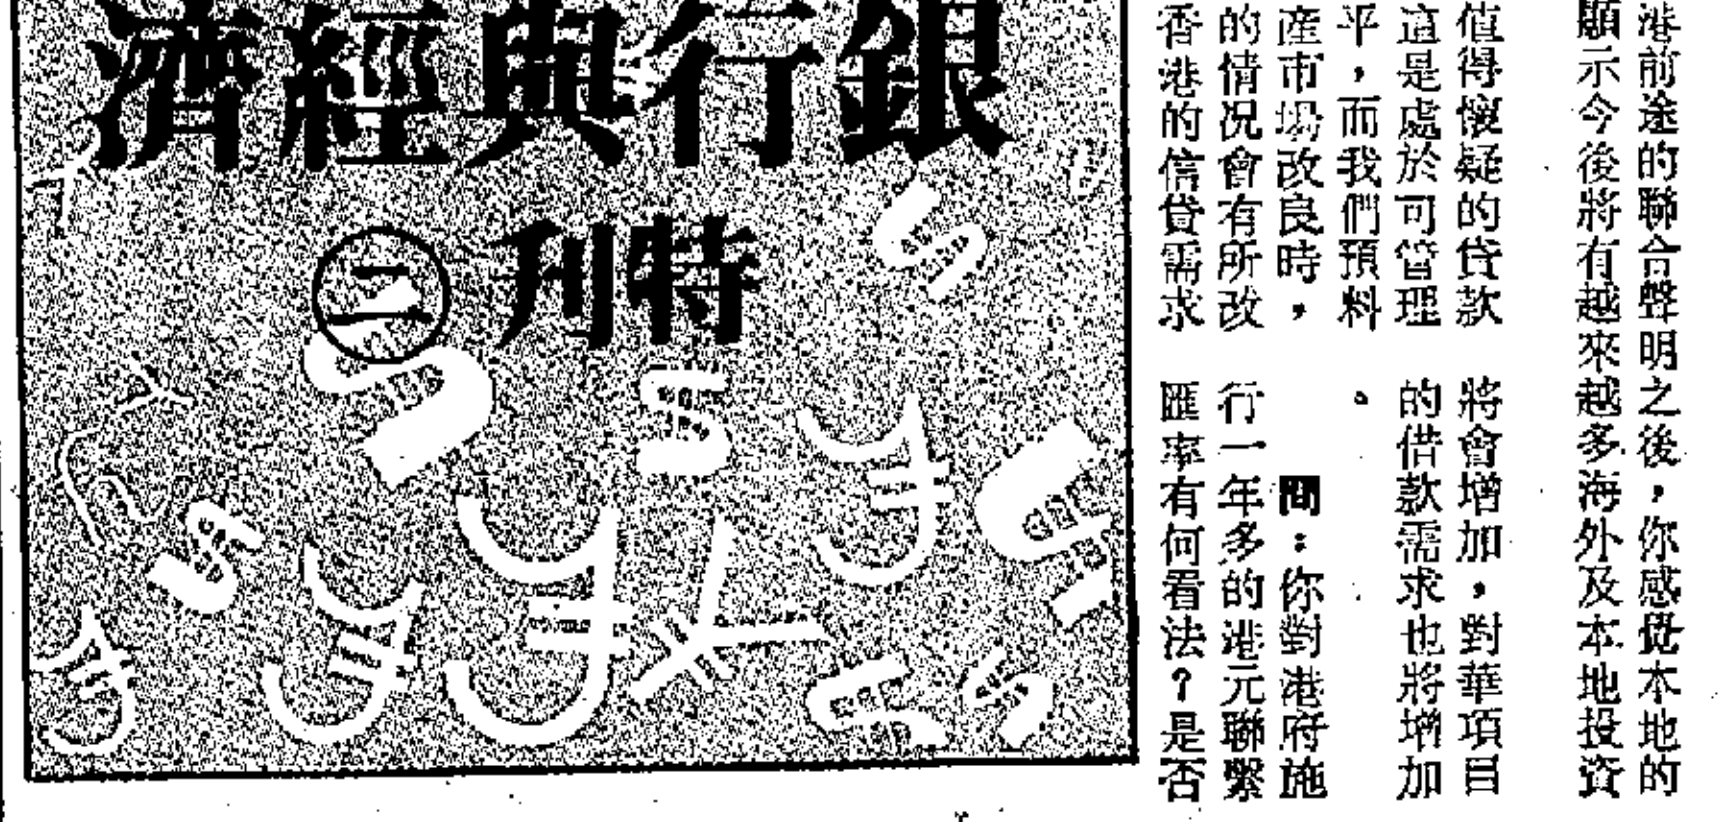 港前途的聯合聲明之後，你感覺本地的
顯示今後將有越來越多海外及本地投資
值得懷疑的貸款
這是處於可管理
平，而我們預料
產市場改良時，
的情況會有所改
香港的信貸需求
將會增加，對華項目
的借款需求也將增加
。
問：你對港府施
行一年多的港元聯繫
匯率有何看法？是否
銀行與經濟
特刊
㊁